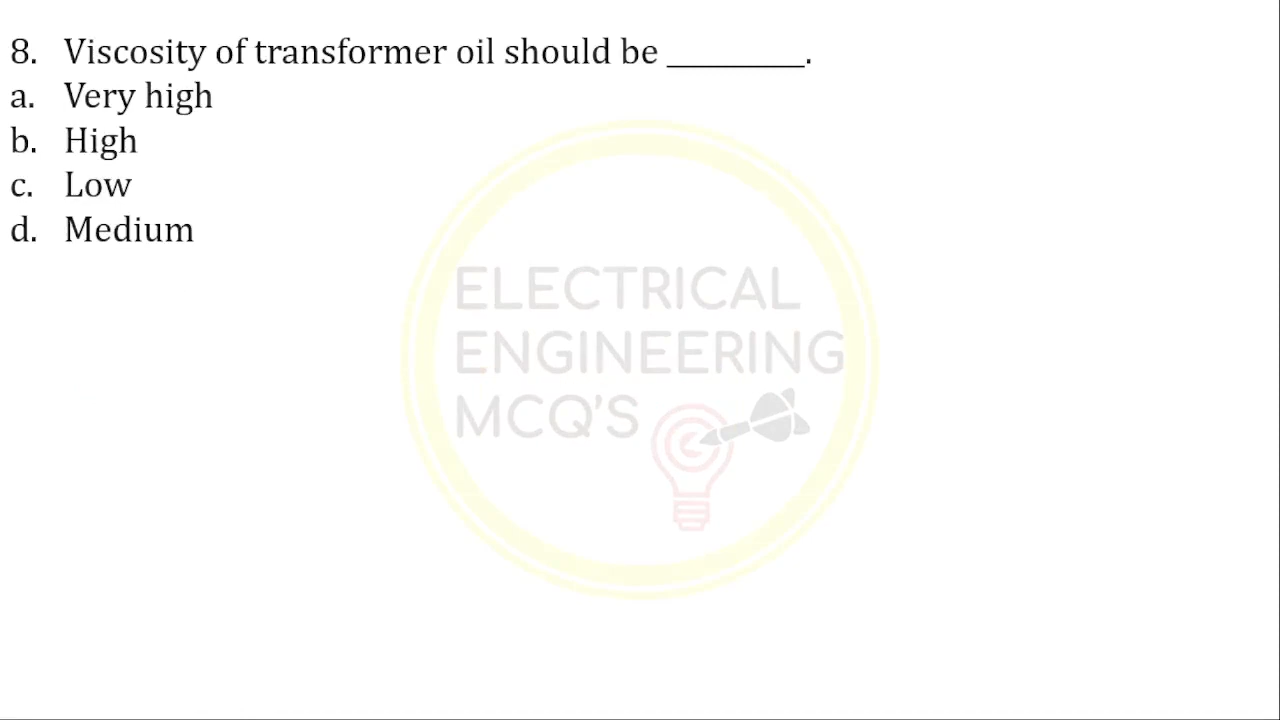 8. Viscosity of transformer oil should be _________.
a. Very high
b. High
c. Low
d. Medium
ELECTRICAL
ENGINEERING
MCQ'S